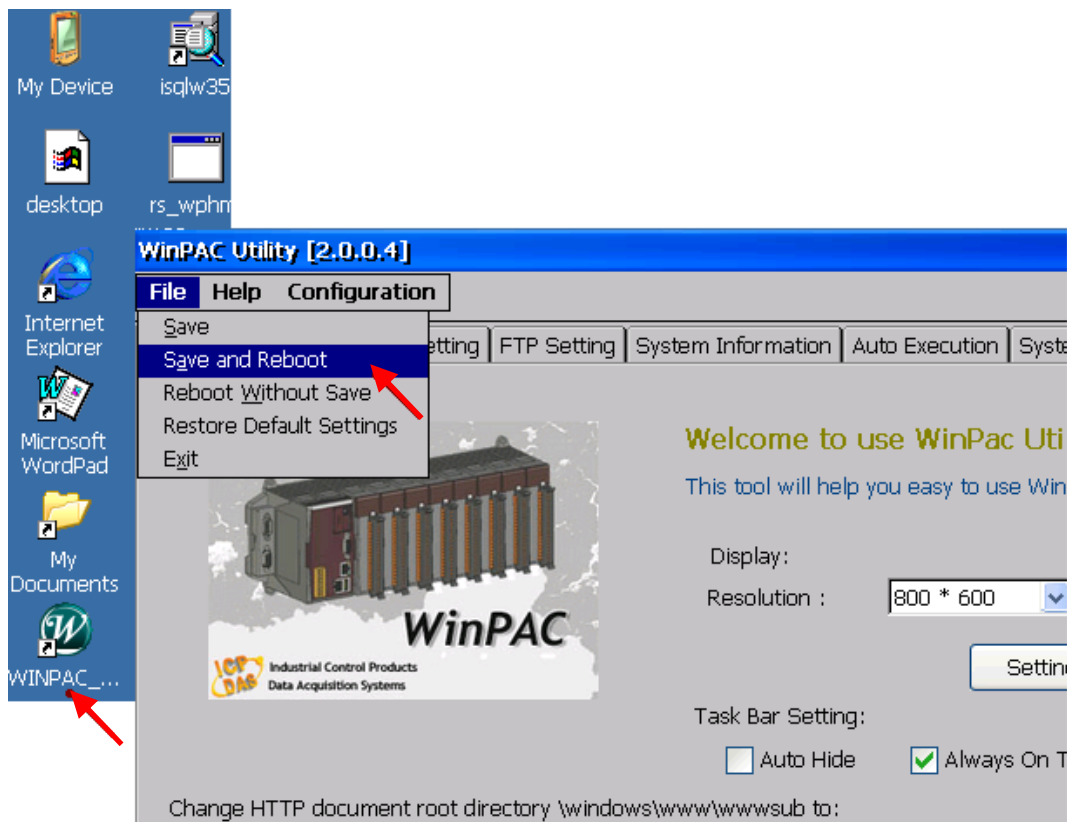 My Device
isqlw35
desktop
rs_wphm
Internet
Explorer
Microsoft
WordPad
My
Documents
WINPAC_...
WinPAC Utility [2.0.0.4]
File Help Configuration
Save
Save and Reboot
Reboot Without Save
Restore Default Settings
Exit
etting FTP Setting System Information Auto Execution Syste
WinPAC
ICP DAS
Industrial Control Products
Data Acquisition Systems
Welcome to use WinPac Uti
This tool will help you easy to use Win
Display:
Resolution : 800 * 600
Setting
Task Bar Setting:
Auto Hide Always On T
Change HTTP document root directory \windows\www\wwwsub to: